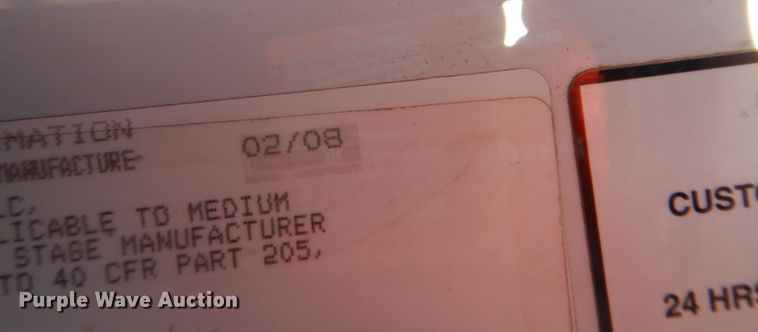 MATION
MANUFACTURE 02/08
LC,
LICABLE TO MEDIUM
STAGE MANUFACTURER
TO 40 CFR PART 205,
CUSTO
24 HRS
Purple Wave Auction